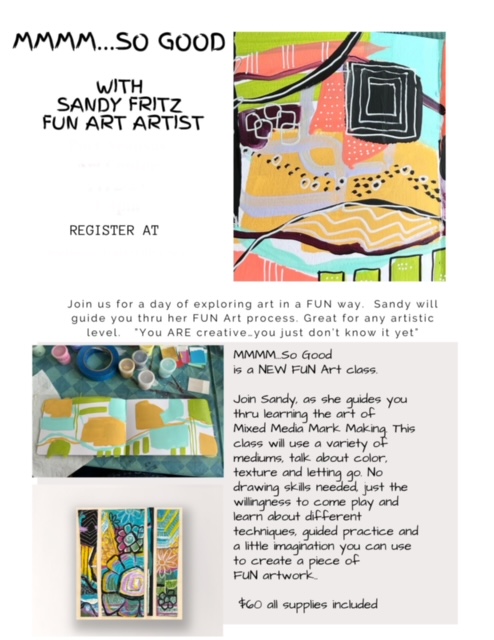 MMMM...SO GOOD
WITH
SANDY FRITZ
FUN ART ARTIST
REGISTER AT
Join us for a day of exploring art in a FUN way. Sandy will
guide you thru her FUN Art process. Great for any artistic
level. "You ARE creative…you just don't know it yet"
MMMM...So Good
is a NEW FUN Art class.
Join Sandy, as she guides you
thru learning the art of
Mixed Media Mark Making. This
class will use a variety of
mediums, talk about color,
texture and letting go. No
drawing skills needed, just the
willingness to come play and
learn about different
techniques, guided practice and
a little imagination you can use
to create a piece of
FUN artwork..
$60 all supplies included